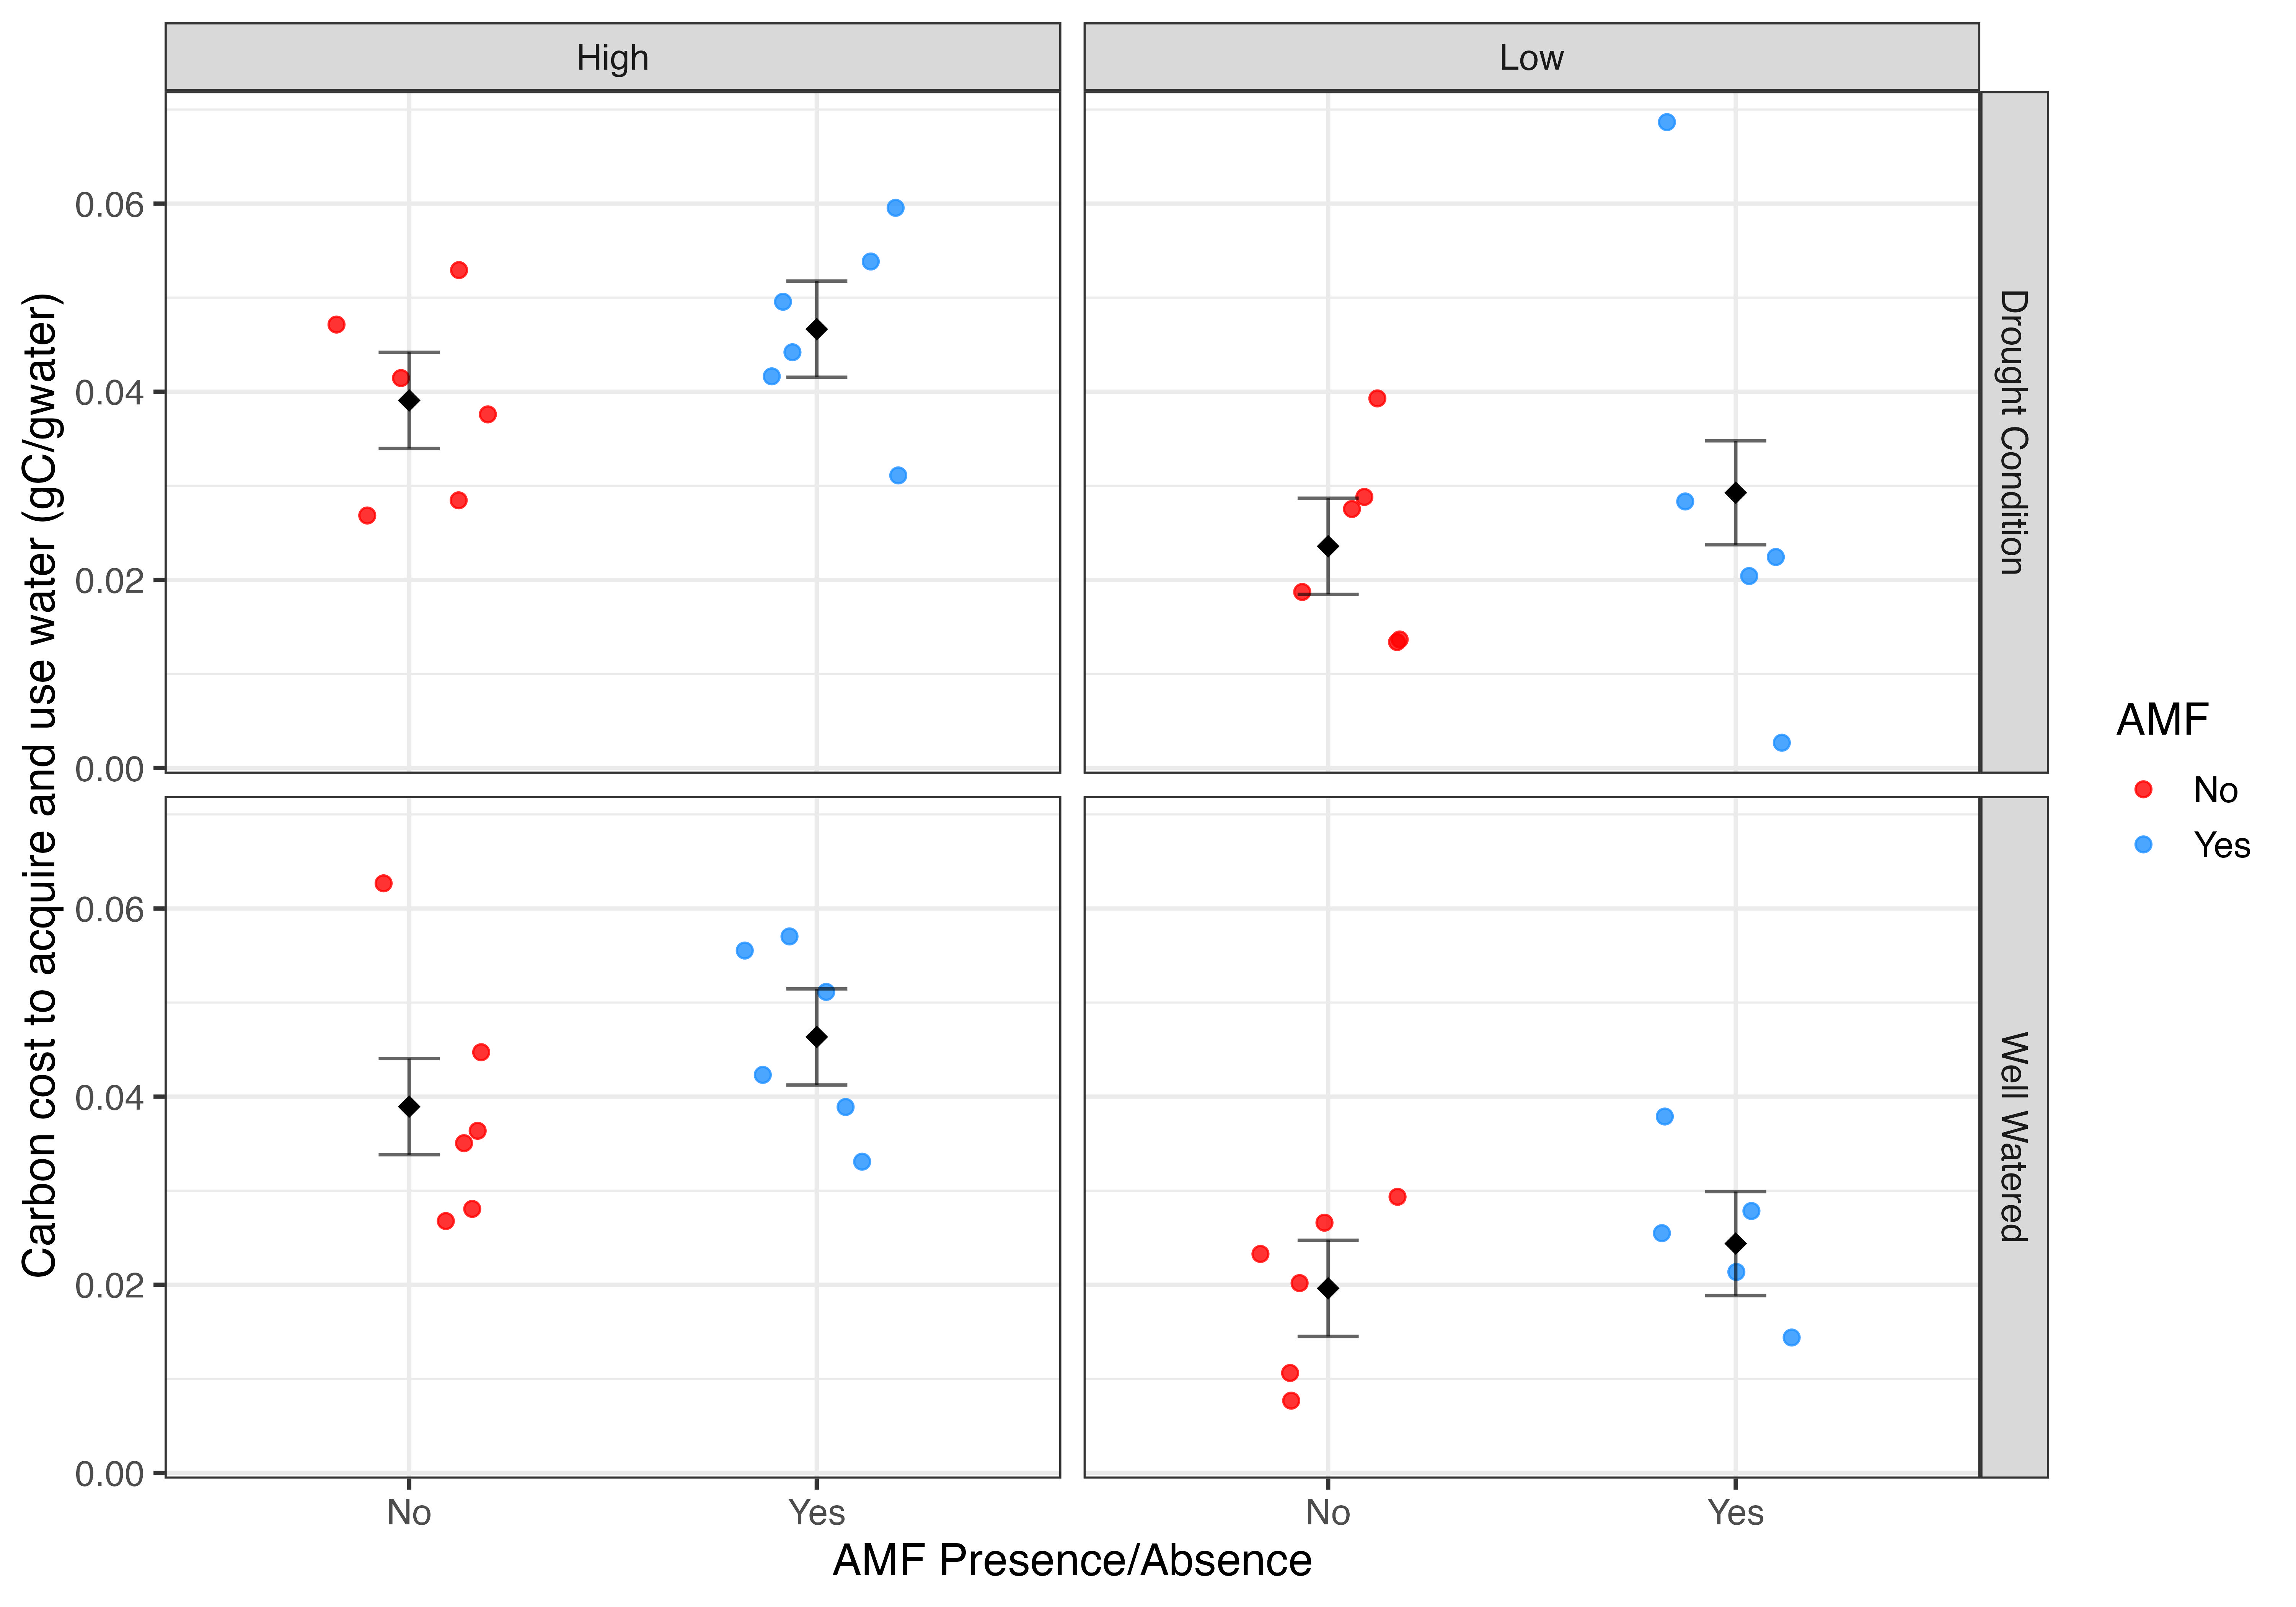 High
Low
Carbon cost to acquire and use water (gC/gwater)
0.06
0.04
0.02
0.00
Drought Condition
0.06
0.04
0.02
0.00
Well Watered
No
Yes
No
Yes
AMF Presence/Absence
AMF
No
Yes